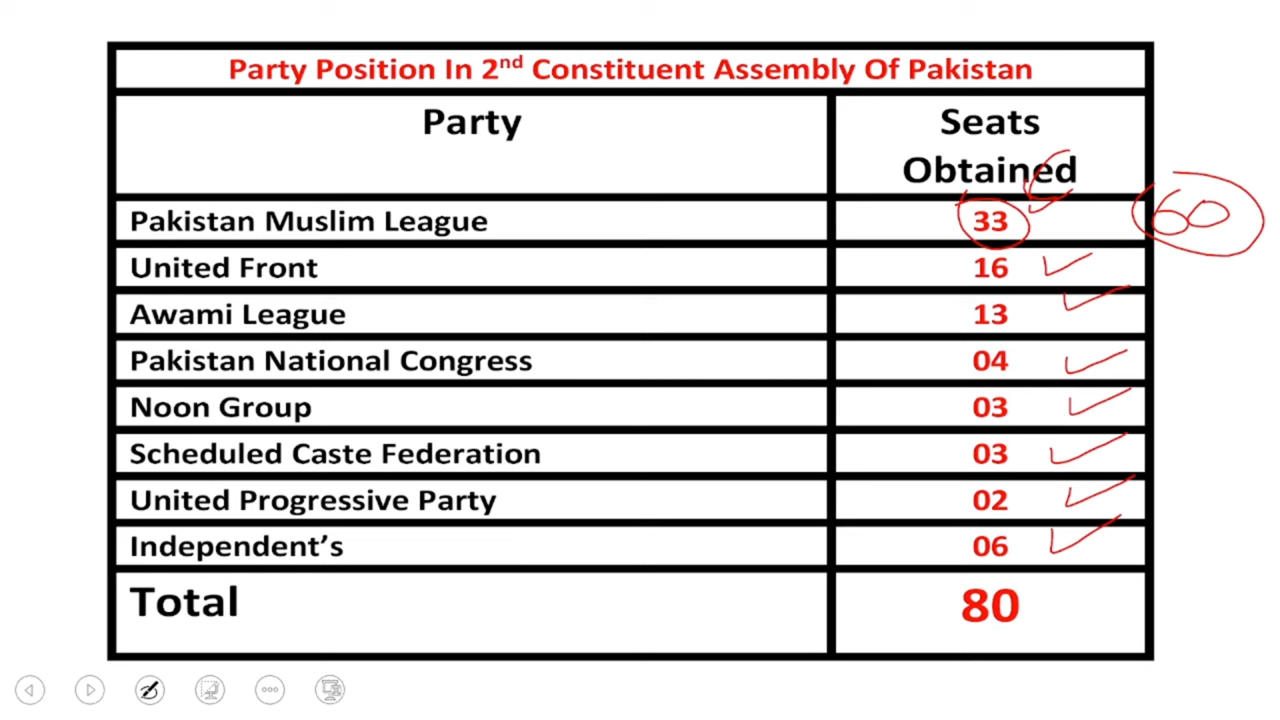 Party Position In 2nd Constituent Assembly Of Pakistan
Party
Seats
Obtained
Pakistan Muslim League 33 60
United Front 16
Awami League 13
Pakistan National Congress 04
Noon Group 03
Scheduled Caste Federation 03
United Progressive Party 02
Independent's 06
Total 80